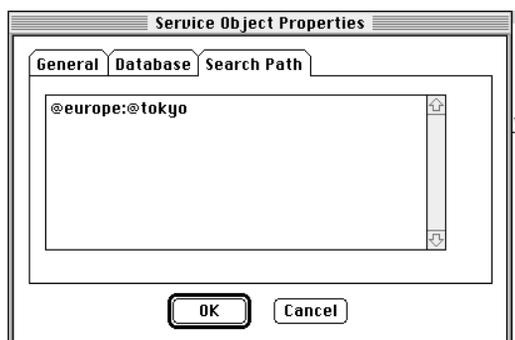 Service Object Properties
General Database Search Path
@europe:@tokyo
OK Cancel